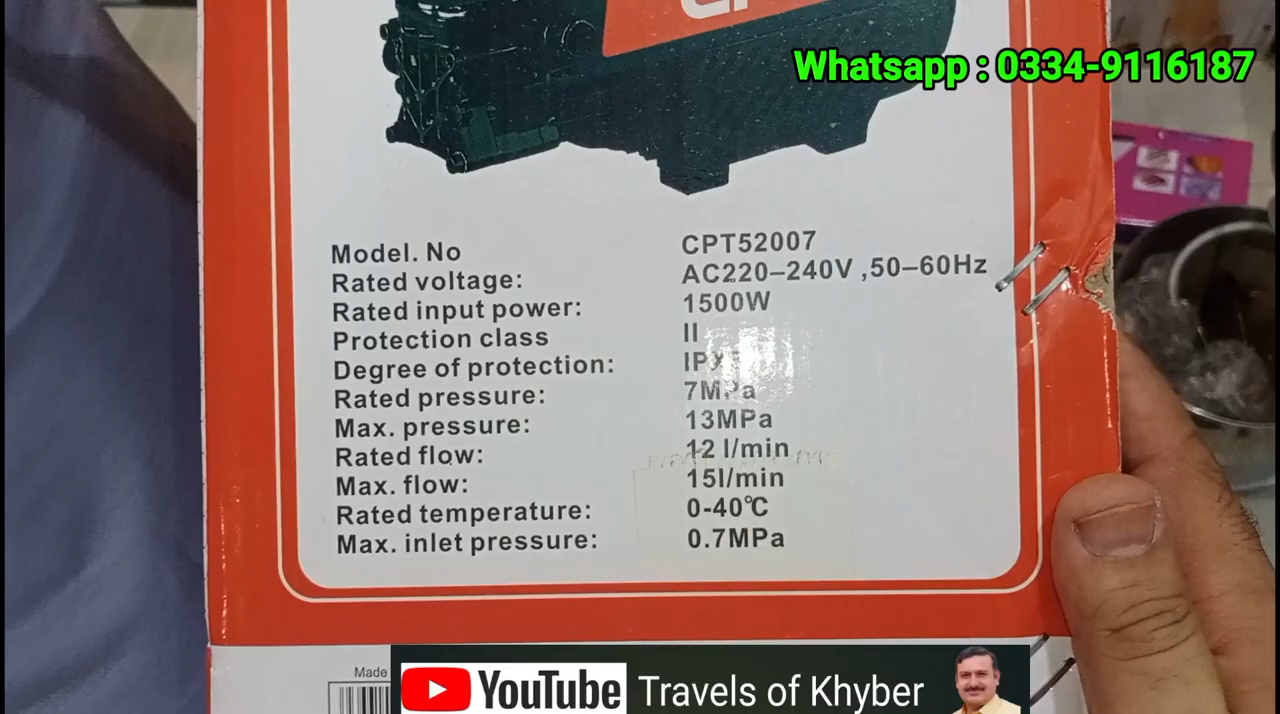 Whatsapp : 0334-9116187
Model. No CPT52007
Rated voltage: AC220–240V ,50–60Hz
Rated input power: 1500W
Protection class II
Degree of protection:
Rated pressure: 7MPa
Max. pressure: 13MPa
Rated flow: 12 l/min
Max. flow: 15l/min
Rated temperature: 0-40℃
Max. inlet pressure: 0.7MPa
Made
YouTube Travels of Khyber